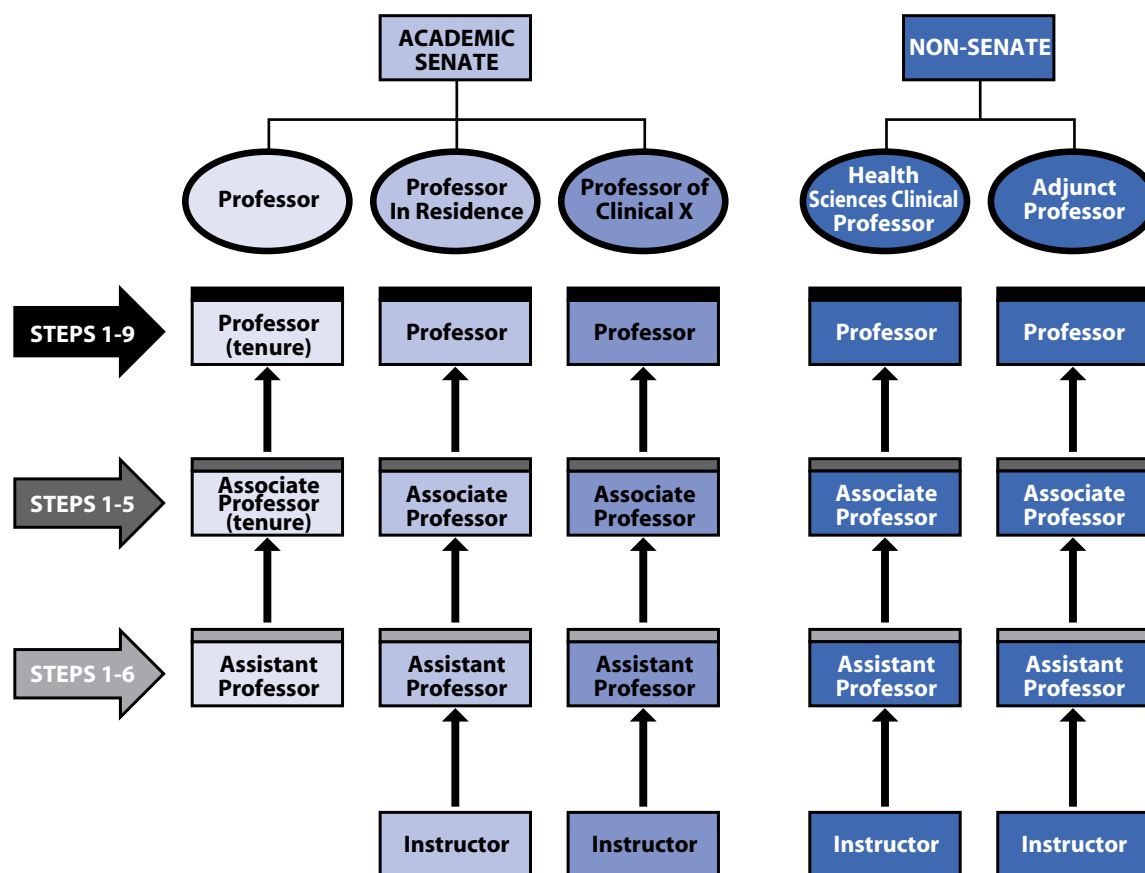 ACADEMIC
SENATE
NON-SENATE
Professor
Professor
In Residence
Professor of
Clinical X
Health
Sciences Clinical
Professor
Adjunct
Professor
STEPS 1-9
Professor
(tenure)
Professor
Professor
Professor
Professor
STEPS 1-5
Associate
Professor
(tenure)
Associate
Professor
Associate
Professor
Associate
Professor
Associate
Professor
STEPS 1-6
Assistant
Professor
Assistant
Professor
Assistant
Professor
Assistant
Professor
Assistant
Professor
Instructor
Instructor
Instructor
Instructor